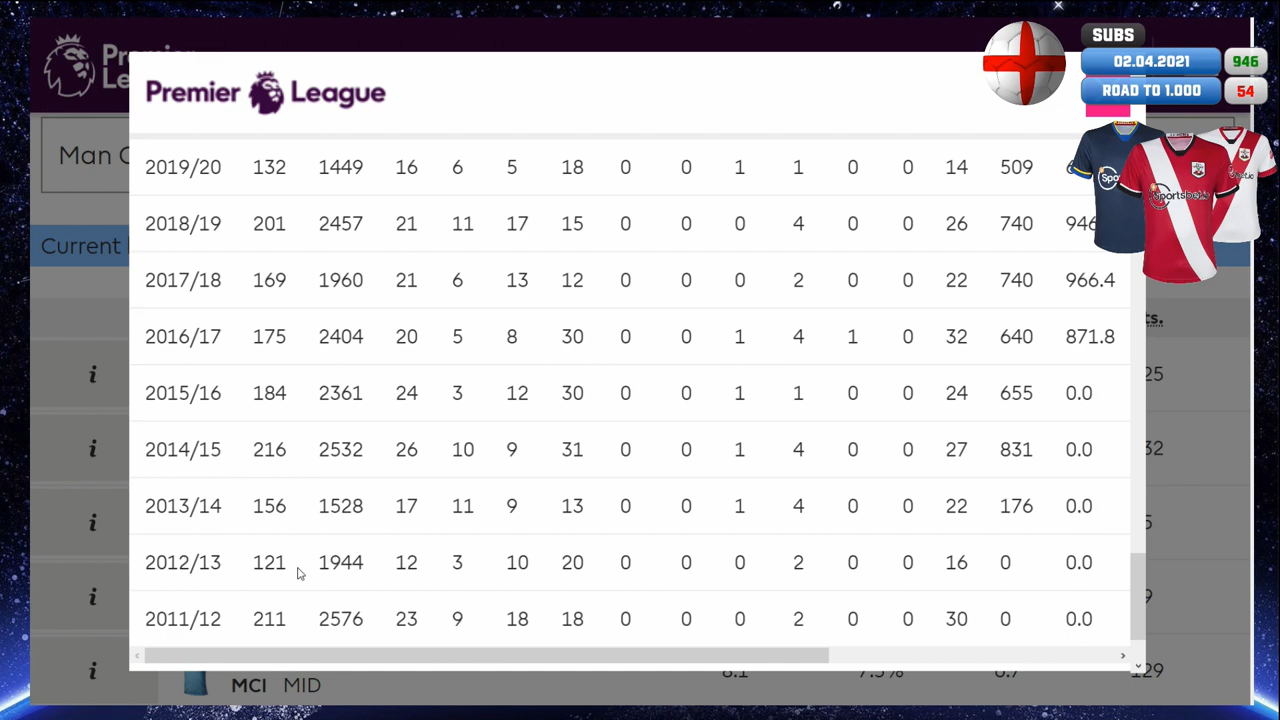 SUBS
02.04.2021 946
ROAD TO 1.000 54
Premier League
Man
2019/20 132 1449 16 6 5 18 0 0 1 1 0 0 14 509
2018/19 201 2457 21 11 17 15 0 0 0 4 0 0 26 740 946
Current
2017/18 169 1960 21 6 13 12 0 0 0 2 0 0 22 740 966.4
2016/17 175 2404 20 5 8 30 0 0 1 4 1 0 32 640 871.8
2015/16 184 2361 24 3 12 30 0 0 1 1 0 0 24 655 0.0
2014/15 216 2532 26 10 9 31 0 0 1 4 0 0 27 831 0.0
2013/14 156 1528 17 11 9 13 0 0 1 4 0 0 22 176 0.0
2012/13 121 1944 12 3 10 20 0 0 0 2 0 0 16 0 0.0
2011/12 211 2576 23 9 18 18 0 0 0 2 0 0 30 0 0.0
MCI MID